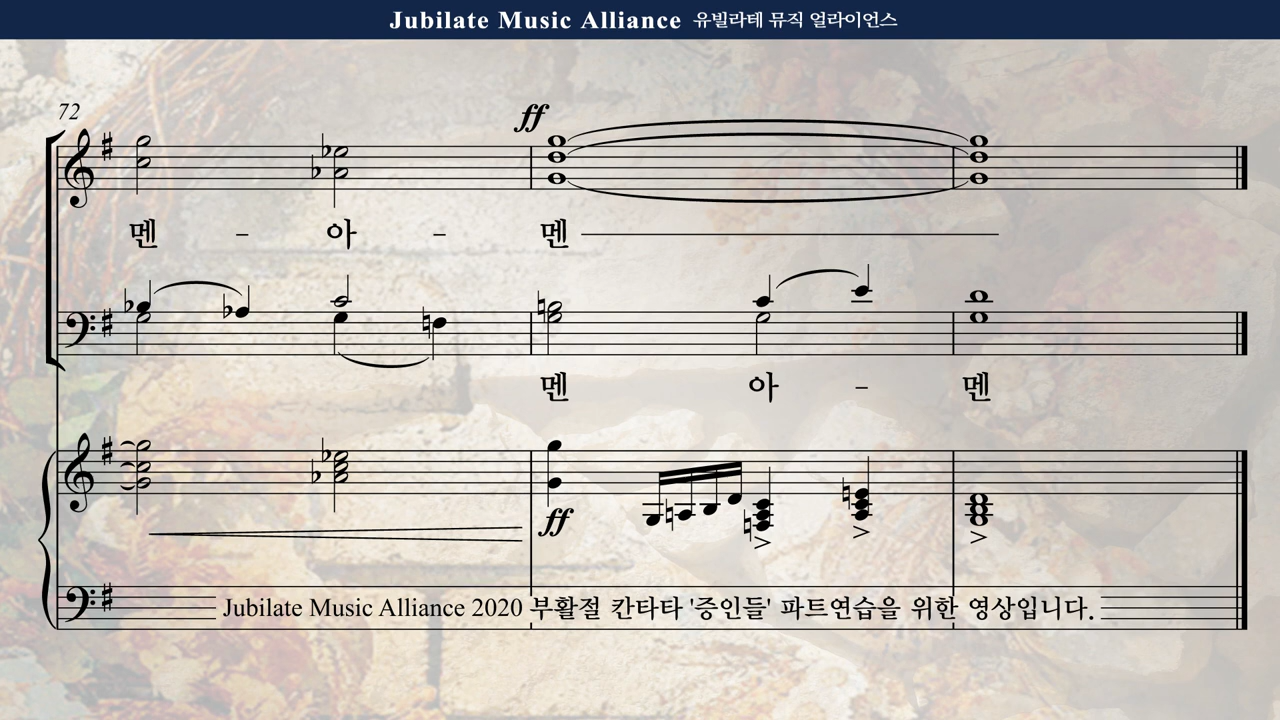 Jubilate Music Alliance 유빌라테 뮤직 얼라이언스
72
ff
멘 - 아 - 멘
멘 아 - 멘
ff
Jubilate Music Alliance 2020 부활절 칸타타 '증인들' 파트연습을 위한 영상입니다.